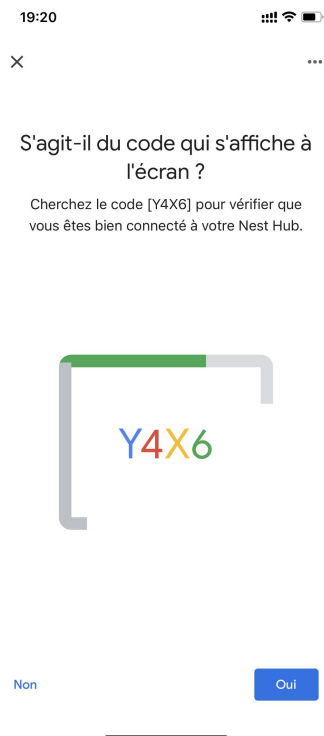 19:20
S'agit-il du code qui s'affiche à
l'écran ?
Cherchez le code [Y4X6] pour vérifier que
vous êtes bien connecté à votre Nest Hub.
Y4X6
Non
Oui